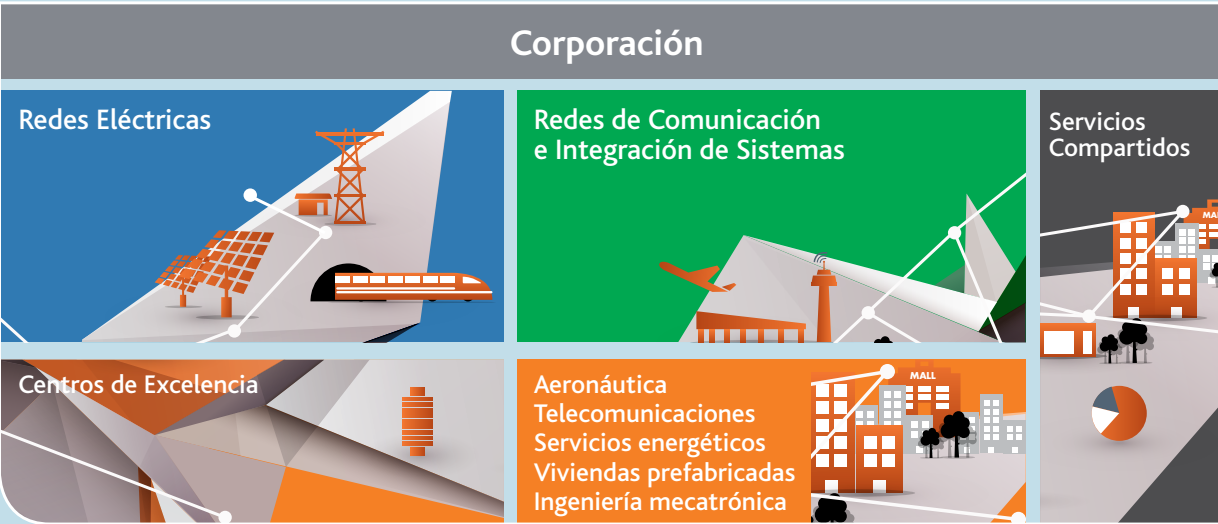 Corporación
Redes Eléctricas
Redes de Comunicación
e Integración de Sistemas
Servicios
Compartidos
Centros de Excelencia
Aeronáutica
Telecomunicaciones
Servicios energéticos
Viviendas prefabricadas
Ingeniería mecatrónica
MALL